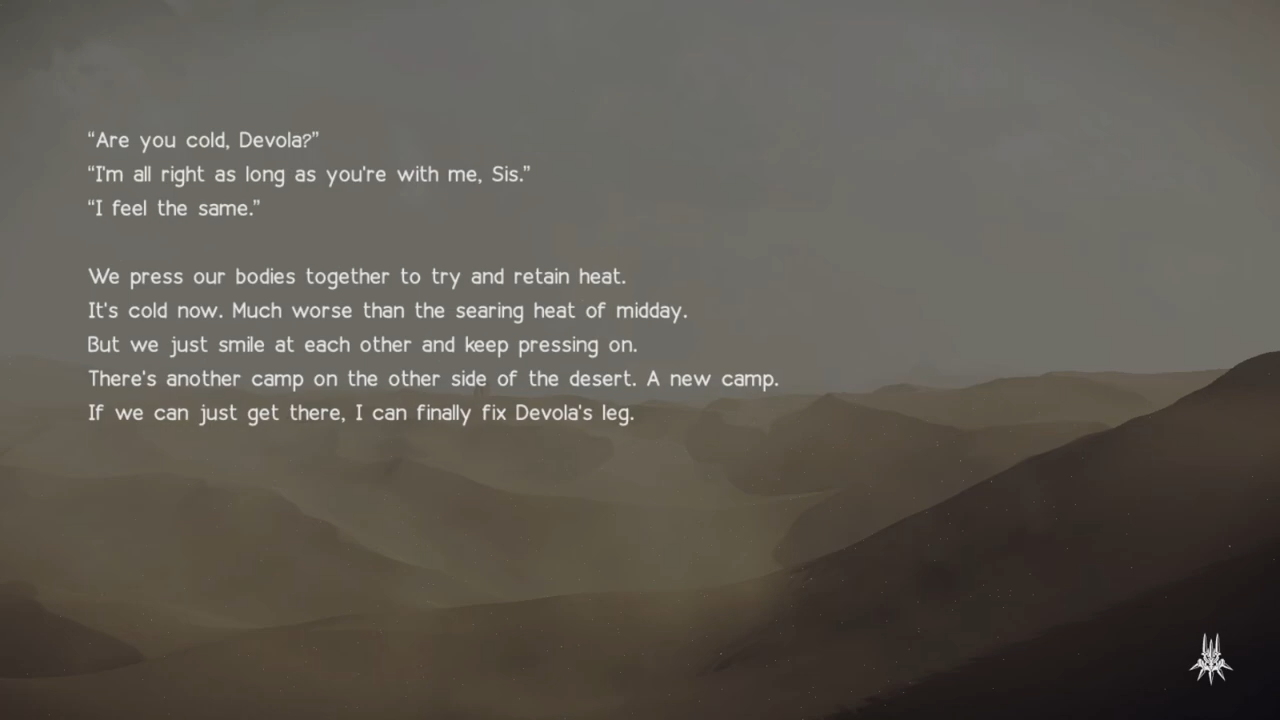 “Are you cold, Devola?”
“I'm all right as long as you're with me, Sis.”
“I feel the same.”
We press our bodies together to try and retain heat.
It's cold now. Much worse than the searing heat of midday.
But we just smile at each other and keep pressing on.
There's another camp on the other side of the desert. A new camp.
If we can just get there, I can finally fix Devola's leg.